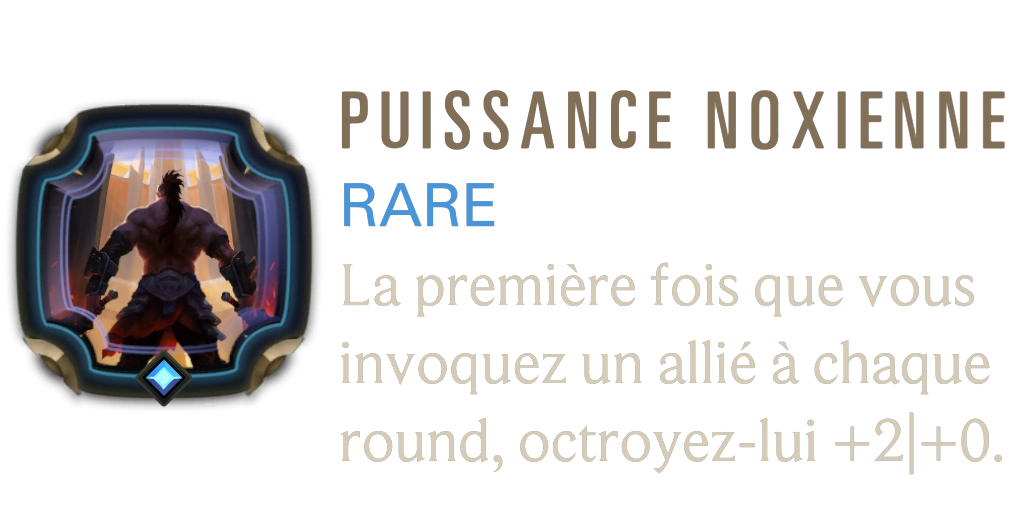 PUISSANCE NOXIENNE
RARE
La première fois que vous
invoquez un allié à chaque
round, octroyez-lui +2|+0.